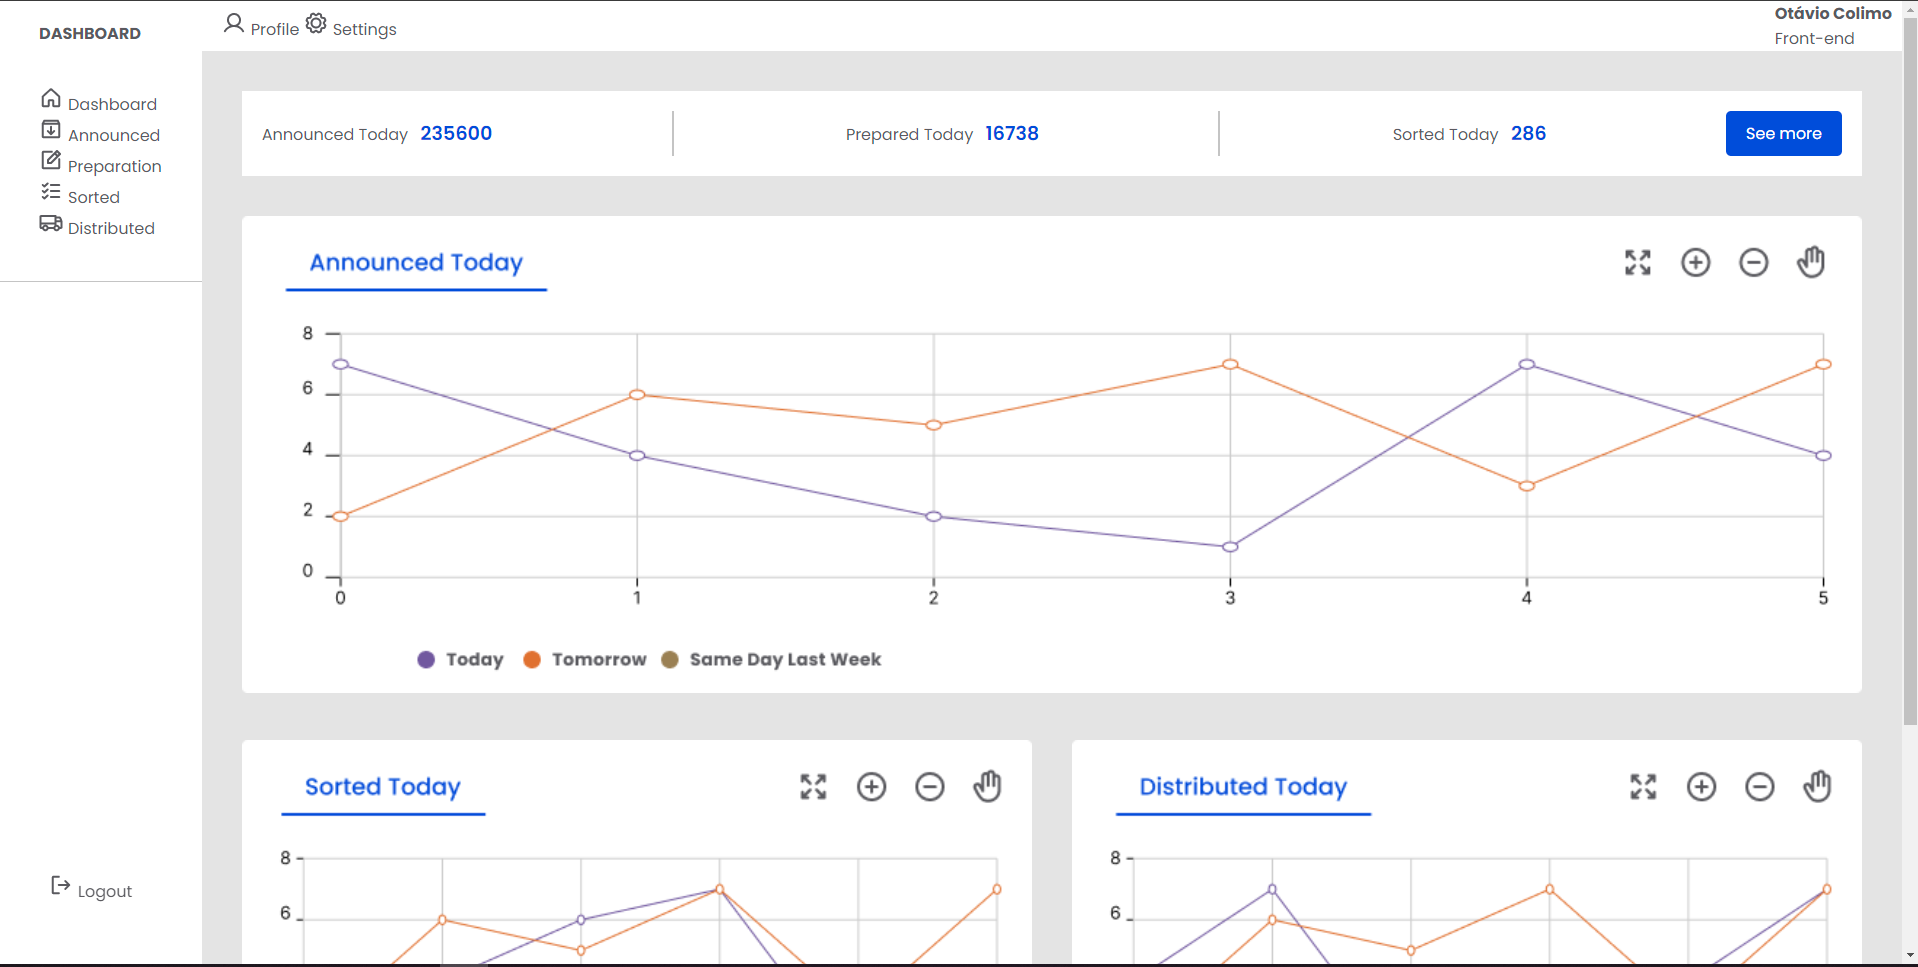 DASHBOARD
Profile Settings
Otávio Colimo
Front-end
Dashboard
Announced
Preparation
Sorted
Distributed
Logout
Announced Today 235600
Prepared Today 16738
Sorted Today 286
See more
Announced Today
8
6
4
2
0
0 1 2 3 4 5
Today Tomorrow Same Day Last Week
Sorted Today
8
6
Distributed Today
8
6